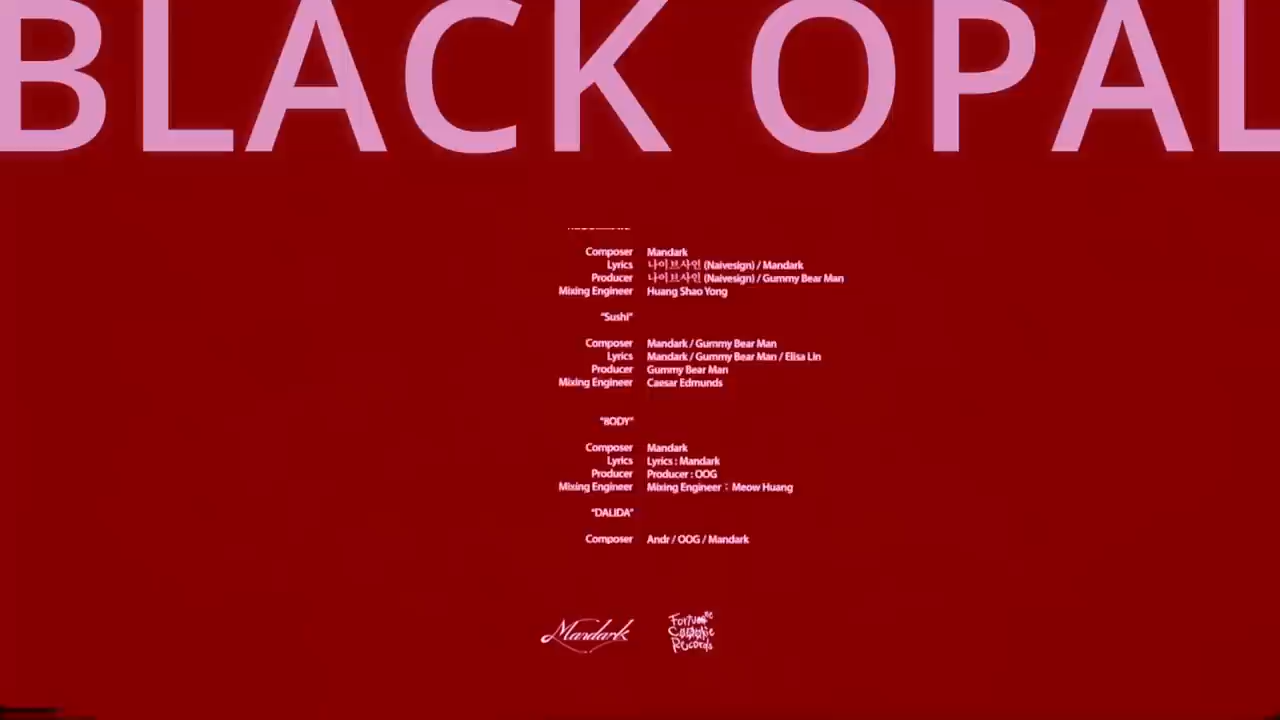 BLACK OPAL
Composer Mandark
Lyrics 나이브사인 (Naivesign) / Mandark
Producer 나이브사인 (Naivesign) / Gummy Bear Man
Mixing Engineer Huang Shao Yong
"Sushi"
Composer Mandark / Gummy Bear Man
Lyrics Mandark / Gummy Bear Man / Elisa Lin
Producer Gummy Bear Man
Mixing Engineer Caesar Edmunds
"BODY"
Composer Mandark
Lyrics Lyrics : Mandark
Producer Producer : OOG
Mixing Engineer Mixing Engineer：Meow Huang
"DALIDA"
Composer Andr / OOG / Mandark
Mandark
Fortune
Cookie
Records